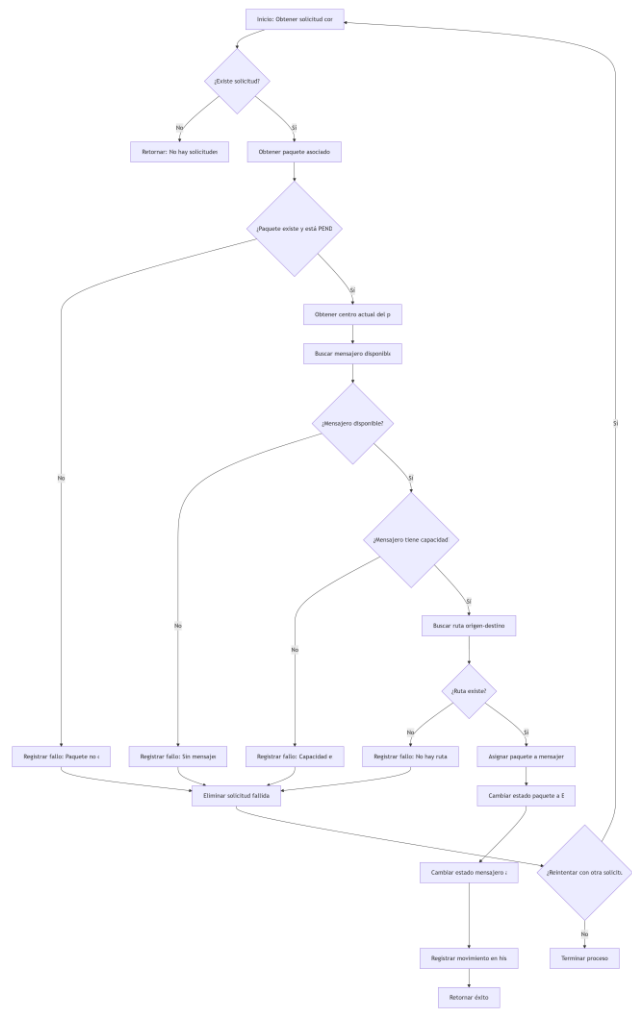 Inicio: Obtener solicitud cor
¿Existe solicitud?
No
Sí
Retornar: No hay solicitudes
Obtener paquete asociado
¿Paquete existe y está PEND
Sí
Obtener centro actual del p
Buscar mensajero disponible
¿Mensajero disponible?
Sí
No
Sí
¿Mensajero tiene capacidad
Sí
No
Buscar ruta origen-destino
No
¿Ruta existe?
No
Sí
Registrar fallo: Paquete no c
Registrar fallo: Sin mensajer
Registrar fallo: Capacidad e
Registrar fallo: No hay ruta
Asignar paquete a mensajer
Eliminar solicitud fallida
Cambiar estado paquete a E
Cambiar estado mensajero a
¿Reintentar con otra solicitu
No
Registrar movimiento en his
Terminar proceso
Retornar éxito